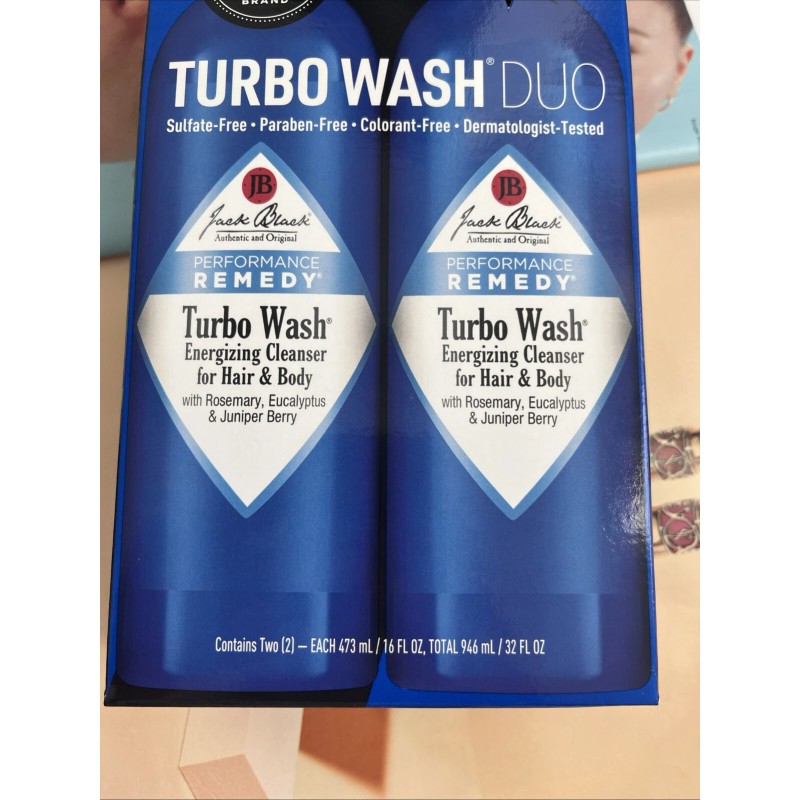 BRAND
TURBO WASH® DUO
Sulfate-Free • Paraben-Free • Colorant-Free • Dermatologist-Tested
JB
Jack Black®
Authentic and Original
PERFORMANCE
REMEDY®
Turbo Wash®
Energizing Cleanser
for Hair & Body
with Rosemary, Eucalyptus
& Juniper Berry
JB
Jack Black®
Authentic and Original
PERFORMANCE
REMEDY®
Turbo Wash®
Energizing Cleanser
for Hair & Body
with Rosemary, Eucalyptus
& Juniper Berry
Contains Two (2) — EACH 473 mL / 16 FL OZ, TOTAL 946 mL / 32 FL OZ